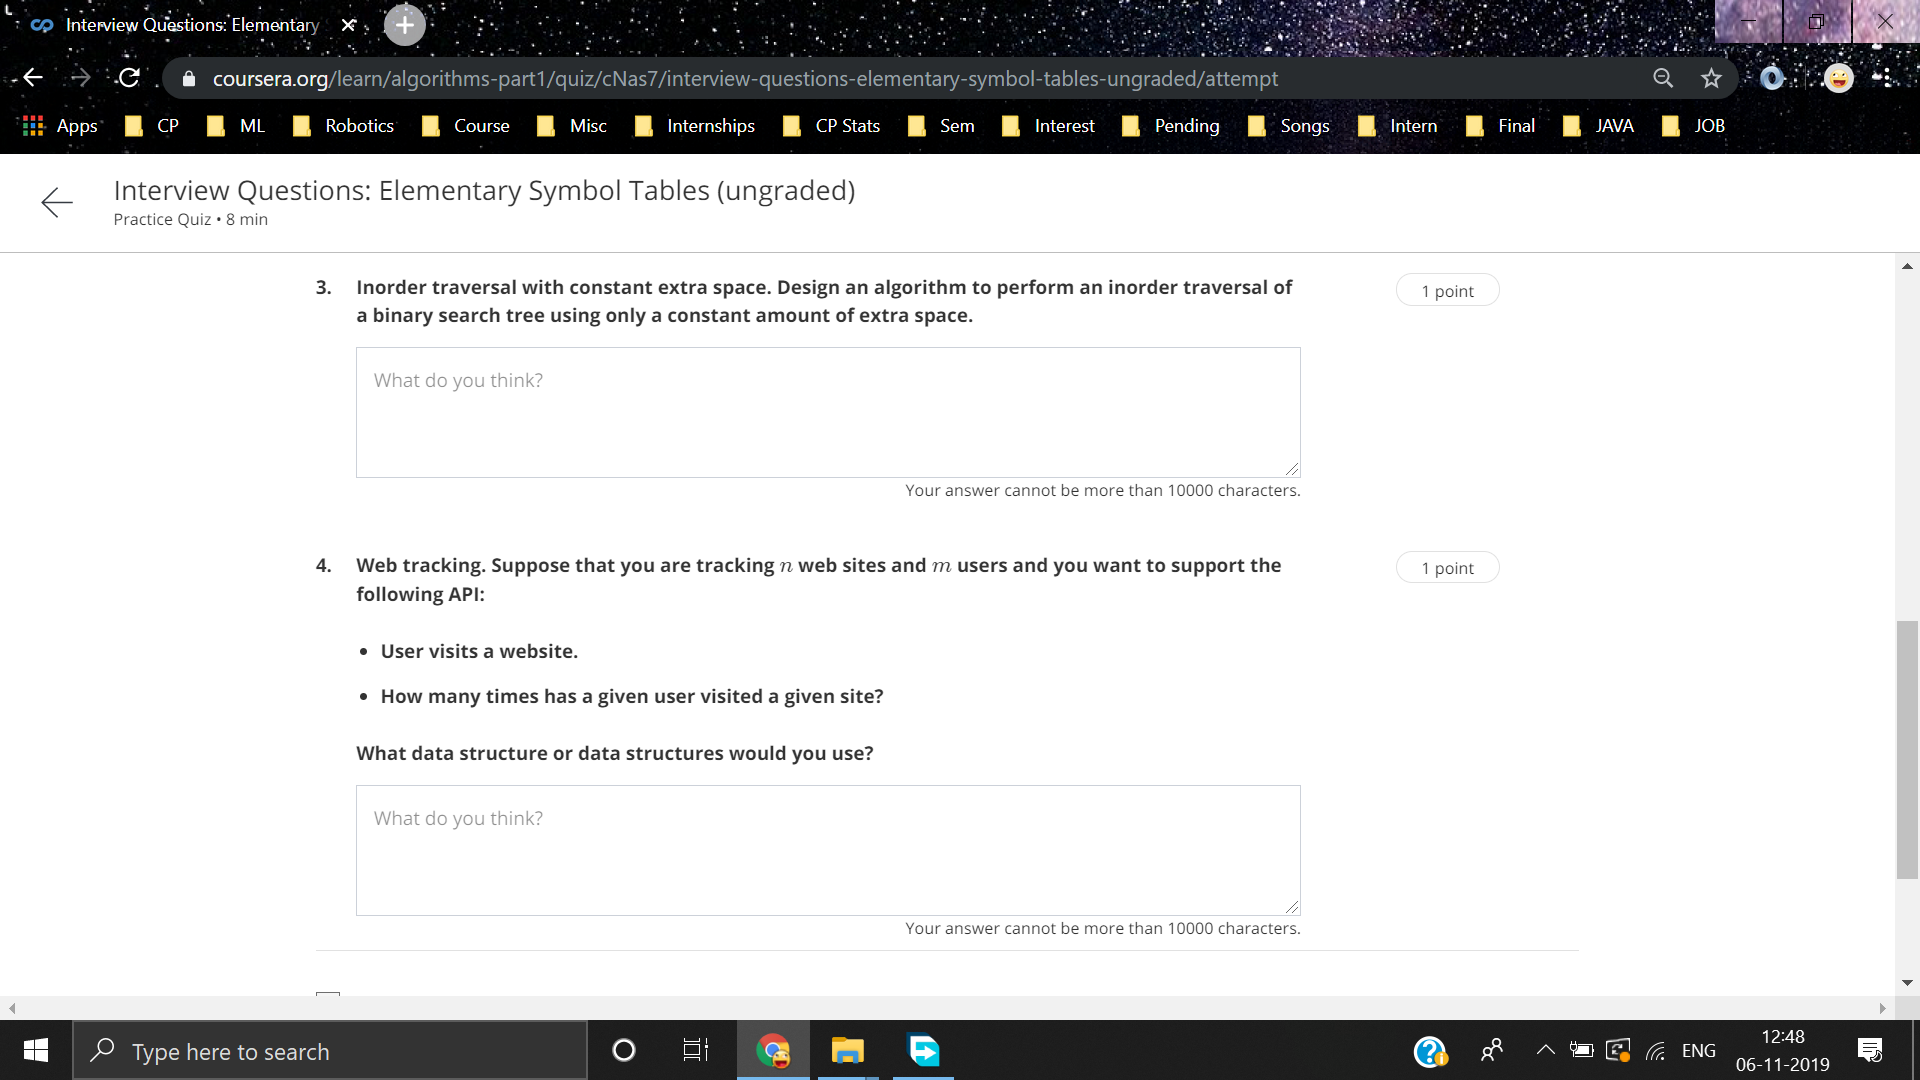 Interview Questions: Elementary
coursera.org/learn/algorithms-part1/quiz/cNas7/interview-questions-elementary-symbol-tables-ungraded/attempt
Apps CP ML Robotics Course Misc Internships CP Stats Sem Interest Pending Songs Intern Final JAVA JOB
Interview Questions: Elementary Symbol Tables (ungraded)
Practice Quiz • 8 min
3. Inorder traversal with constant extra space. Design an algorithm to perform an inorder traversal of 1 point
a binary search tree using only a constant amount of extra space.
What do you think?
Your answer cannot be more than 10000 characters.
4. Web tracking. Suppose that you are tracking n web sites and m users and you want to support the 1 point
following API:
• User visits a website.
• How many times has a given user visited a given site?
What data structure or data structures would you use?
What do you think?
Your answer cannot be more than 10000 characters.
Type here to search
ENG
12:48
06-11-2019